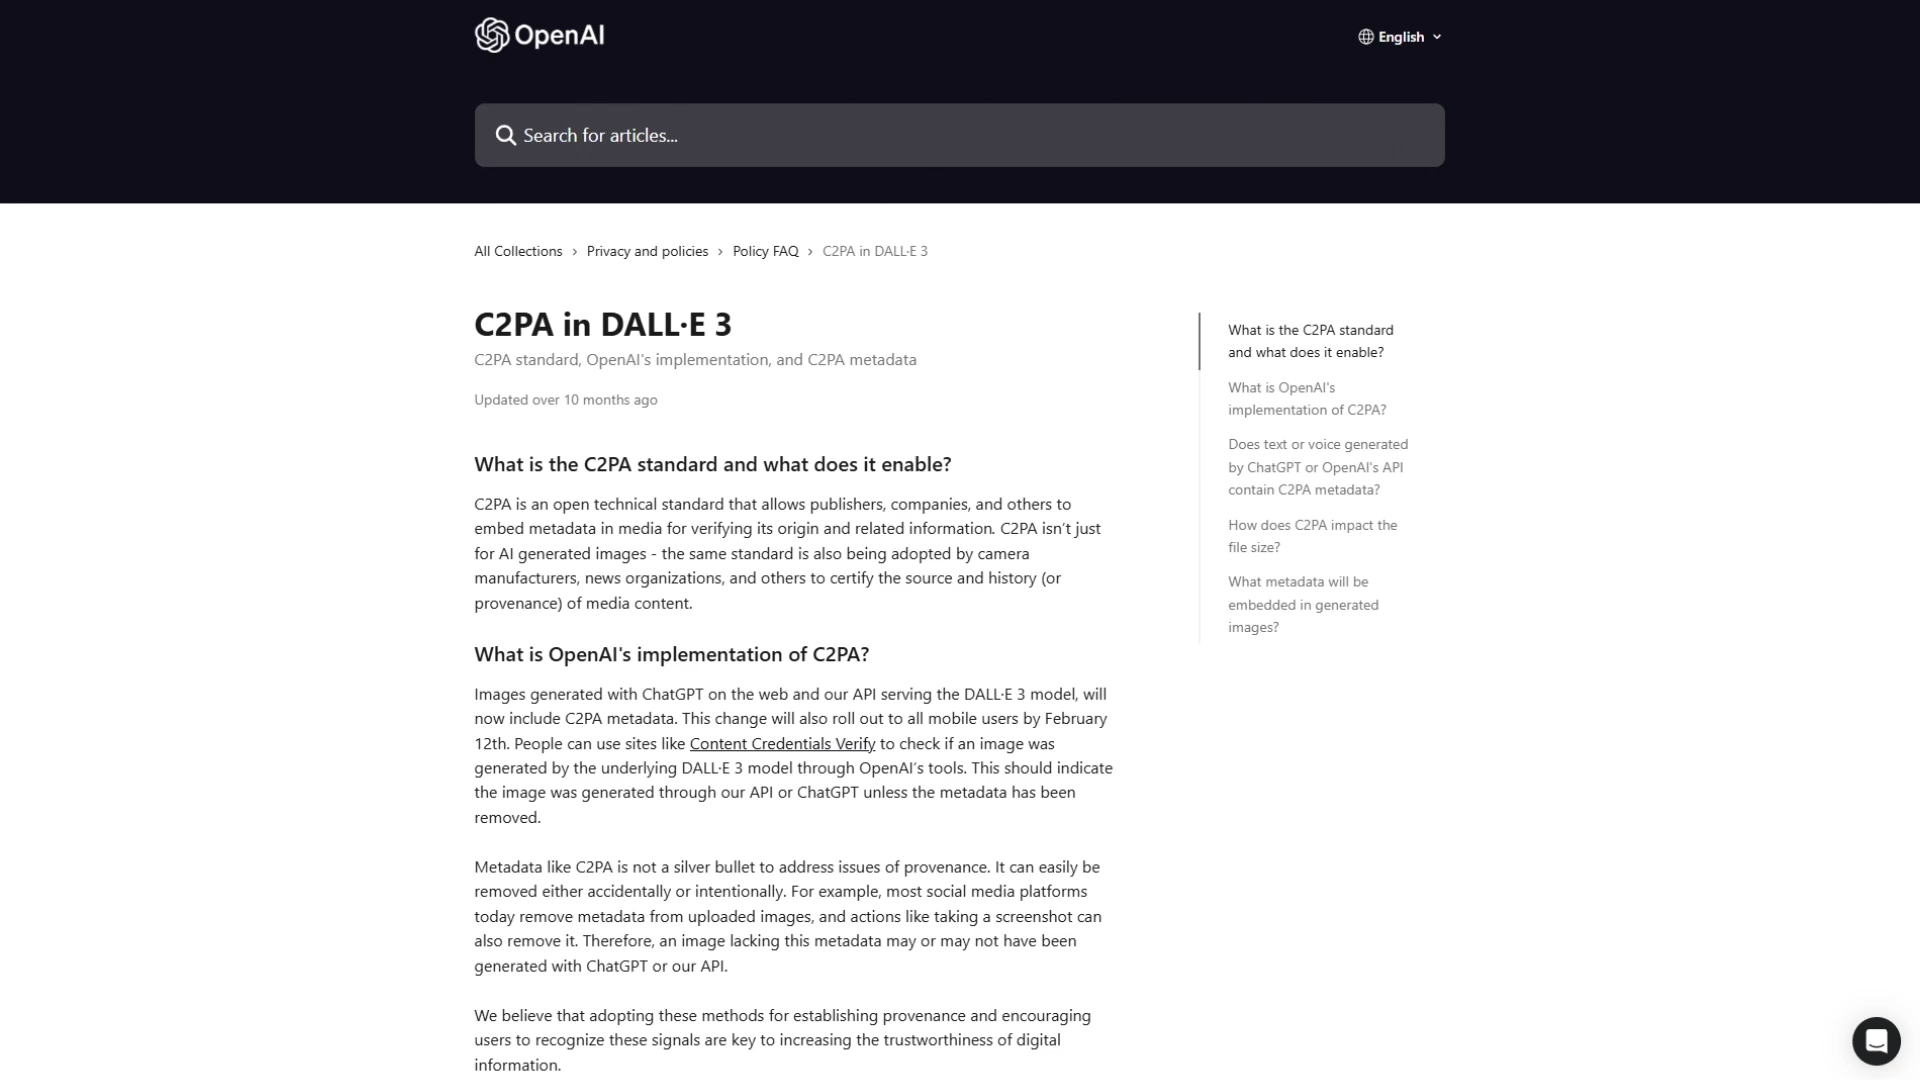 OpenAI
English
Search for articles...
All Collections
Privacy and policies
Policy FAQ
C2PA in DALL·E 3
C2PA in DALL·E 3
C2PA standard, OpenAI's implementation, and C2PA metadata
Updated over 10 months ago
What is the C2PA standard and what does it enable?
C2PA is an open technical standard that allows publishers, companies, and others to
embed metadata in media for verifying its origin and related information. C2PA isn’t just
for AI generated images - the same standard is also being adopted by camera
manufacturers, news organizations, and others to certify the source and history (or
provenance) of media content.
What is OpenAI's implementation of C2PA?
Images generated with ChatGPT on the web and our API serving the DALL·E 3 model, will
now include C2PA metadata. This change will also roll out to all mobile users by February
12th. People can use sites like Content Credentials Verify to check if an image was
generated by the underlying DALL·E 3 model through OpenAI’s tools. This should indicate
the image was generated through our API or ChatGPT unless the metadata has been
removed.
Metadata like C2PA is not a silver bullet to address issues of provenance. It can easily be
removed either accidentally or intentionally. For example, most social media platforms
today remove metadata from uploaded images, and actions like taking a screenshot can
also remove it. Therefore, an image lacking this metadata may or may not have been
generated with ChatGPT or our API.
We believe that adopting these methods for establishing provenance and encouraging
users to recognize these signals are key to increasing the trustworthiness of digital
information.
What is the C2PA standard
and what does it enable?
What is OpenAI's
implementation of C2PA?
Does text or voice generated
by ChatGPT or OpenAI's API
contain C2PA metadata?
How does C2PA impact the
file size?
What metadata will be
embedded in generated
images?